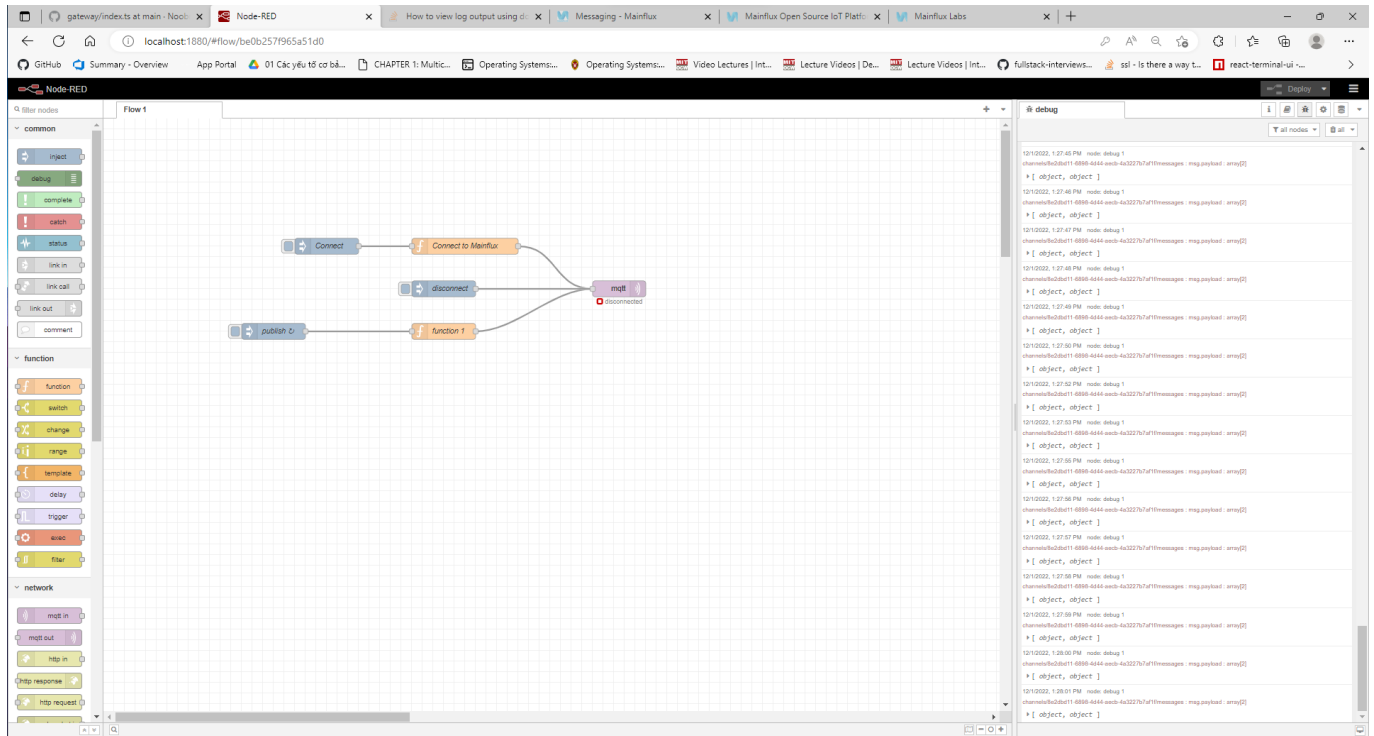 gateway/index.ts at main · Noob
Node-RED
How to view log output using do
Messaging - Mainflux
Mainflux Open Source IoT Platfo
Mainflux Labs
localhost:1880/#flow/be0b257f965a51d0
GitHub
Summary - Overview
App Portal
01 Các yếu tố cơ bả...
CHAPTER 1: Multic...
Operating Systems:...
Operating Systems:...
Video Lectures | Int...
Lecture Videos | De...
Lecture Videos | Int...
fullstack-interviews...
ssl - Is there a way t...
react-terminal-ui -...
Node-RED
Deploy
filter nodes
common
inject
debug
complete
catch
status
link in
link call
link out
comment
function
function
switch
change
range
template
delay
trigger
exec
filter
network
mqtt in
mqtt out
http in
http response
http request
Flow 1
Connect
Connect to Mainflux
disconnect
mqtt
disconnected
publish ↻
function 1
debug
all nodes
all
12/1/2022, 1:27:45 PM node: debug 1
: msg.payload : array[2]
[ object, object ]
12/1/2022, 1:27:46 PM node: debug 1
: msg.payload : array[2]
[ object, object ]
12/1/2022, 1:27:47 PM node: debug 1
: msg.payload : array[2]
[ object, object ]
12/1/2022, 1:27:48 PM node: debug 1
: msg.payload : array[2]
[ object, object ]
12/1/2022, 1:27:49 PM node: debug 1
: msg.payload : array[2]
[ object, object ]
12/1/2022, 1:27:50 PM node: debug 1
: msg.payload : array[2]
[ object, object ]
12/1/2022, 1:27:52 PM node: debug 1
: msg.payload : array[2]
[ object, object ]
12/1/2022, 1:27:53 PM node: debug 1
: msg.payload : array[2]
[ object, object ]
12/1/2022, PM node: debug 1
: msg.payload : array[2]
[ object, object ]
12/1/2022, PM node: debug 1
: msg.payload : array[2]
[ object, object ]
12/1/2022, 1:27:57 PM node: debug 1
: msg.payload : array[2]
[ object, object ]
12/1/2022, 1:27:58 PM node: debug 1
: msg.payload : array[2]
[ object, object ]
12/1/2022, 1:27:59 PM node: debug 1
: msg.payload : array[2]
[ object, object ]
12/1/2022, 1:28:00 PM node: debug 1
: msg.payload : array[2]
[ object, object ]
12/1/2022, 1:28:01 PM node: debug 1
: msg.payload : array[2]
[ object, object ]